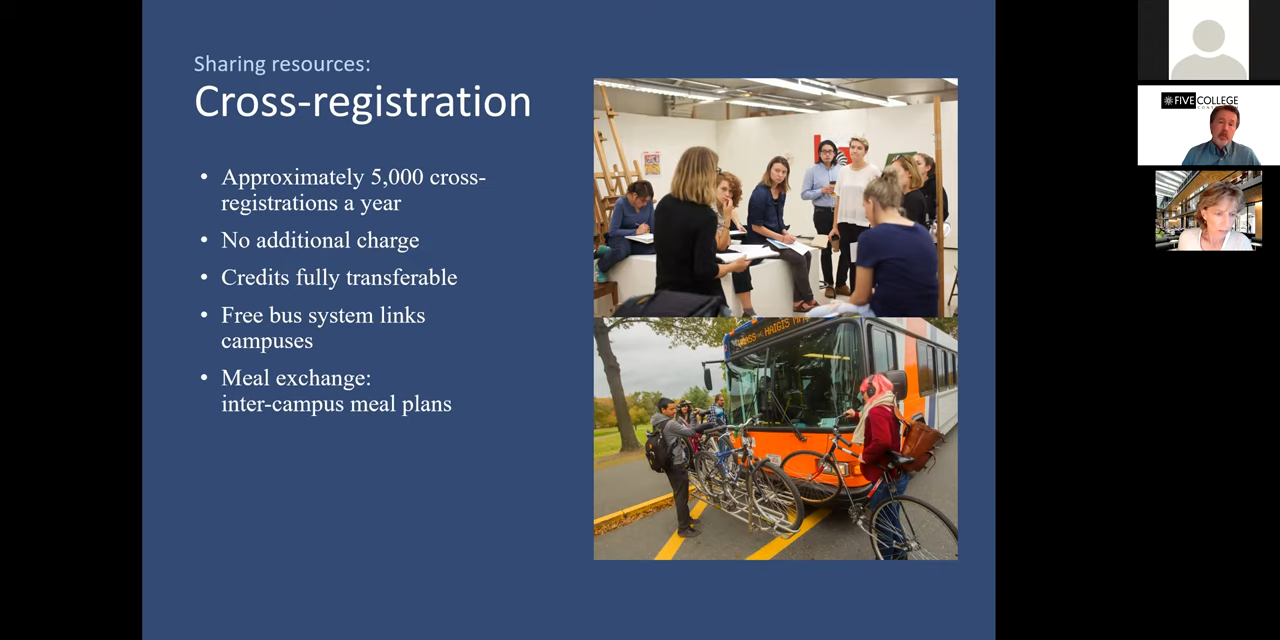 Sharing resources:
Cross-registration
• Approximately 5,000 cross-
registrations a year
• No additional charge
• Credits fully transferable
• Free bus system links
campuses
• Meal exchange:
inter-campus meal plans
FIVE COLLEGE